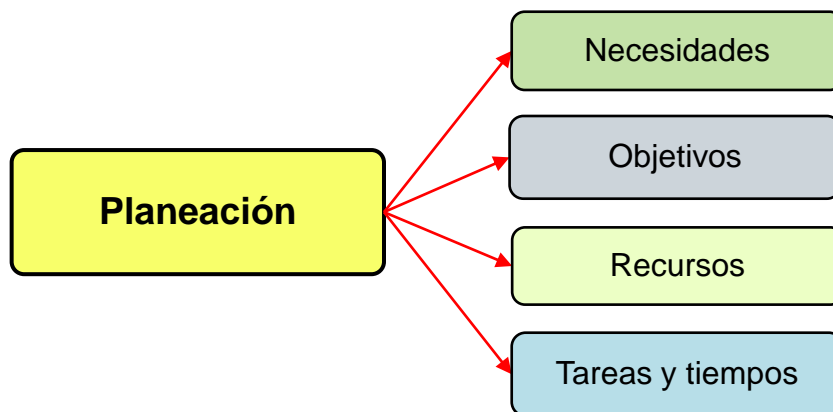 Planeación
Necesidades
Objetivos
Recursos
Tareas y tiempos